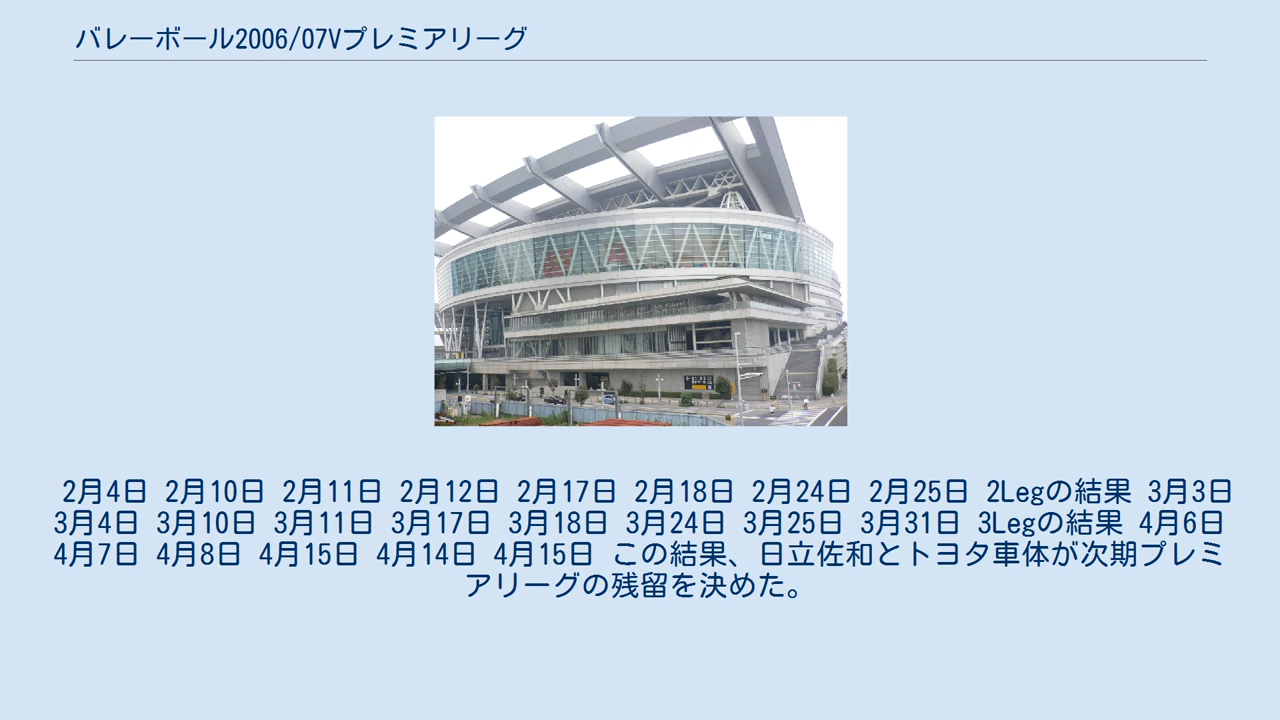 バレーボール2006/07Vプレミアリーグ
2月4日 2月10日 2月11日 2月12日 2月17日 2月18日 2月24日 2月25日 2Legの結果 3月3日
3月4日 3月10日 3月11日 3月17日 3月18日 3月24日 3月25日 3月31日 3Legの結果 4月6日
4月7日 4月8日 4月15日 4月14日 4月15日 この結果、日立佐和とトヨタ車体が次期プレミ
アリーグの残留を決めた。